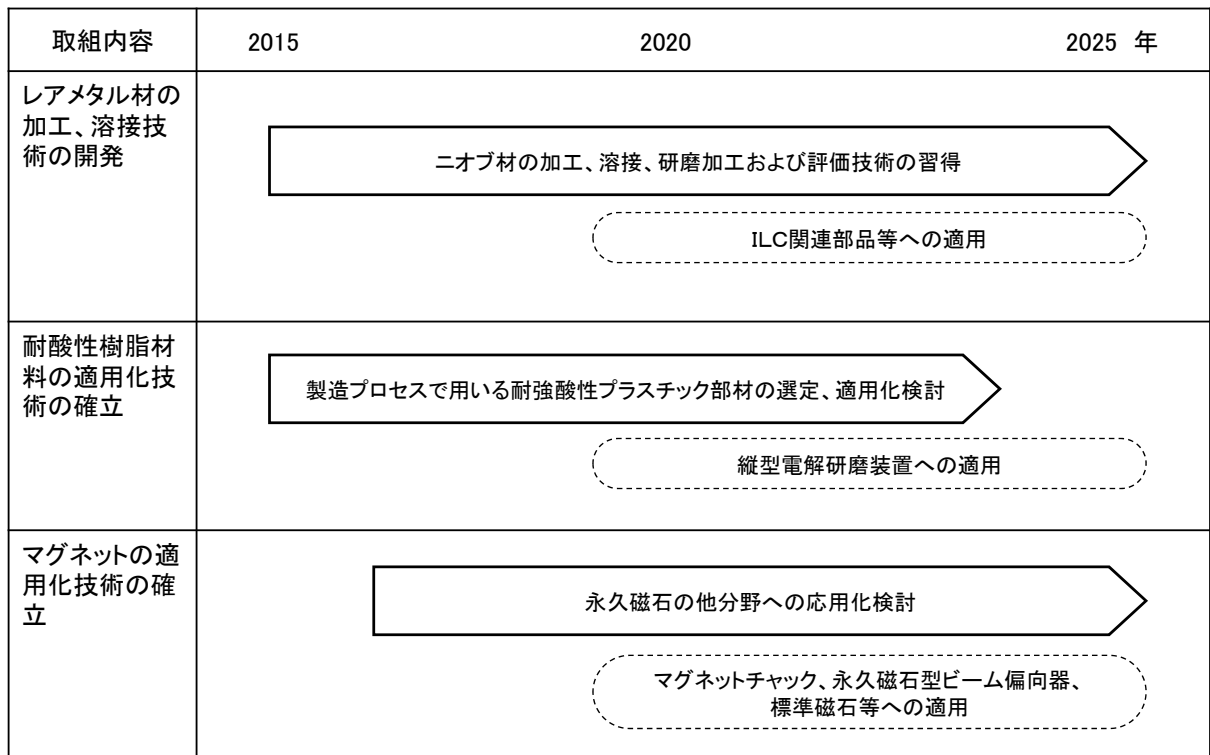 取組内容
2015
2020
2025 年
レアメタル材の
加工、溶接技
術の開発
ニオブ材の加工、溶接、研磨加工および評価技術の習得
ILC関連部品等への適用
耐酸性樹脂材
料の適用化技
術の確立
製造プロセスで用いる耐強酸性プラスチック部材の選定、適用化検討
縦型電解研磨装置への適用
マグネットの適
用化技術の確
立
永久磁石の他分野への応用化検討
マグネットチャック、永久磁石型ビーム偏向器、
標準磁石等への適用